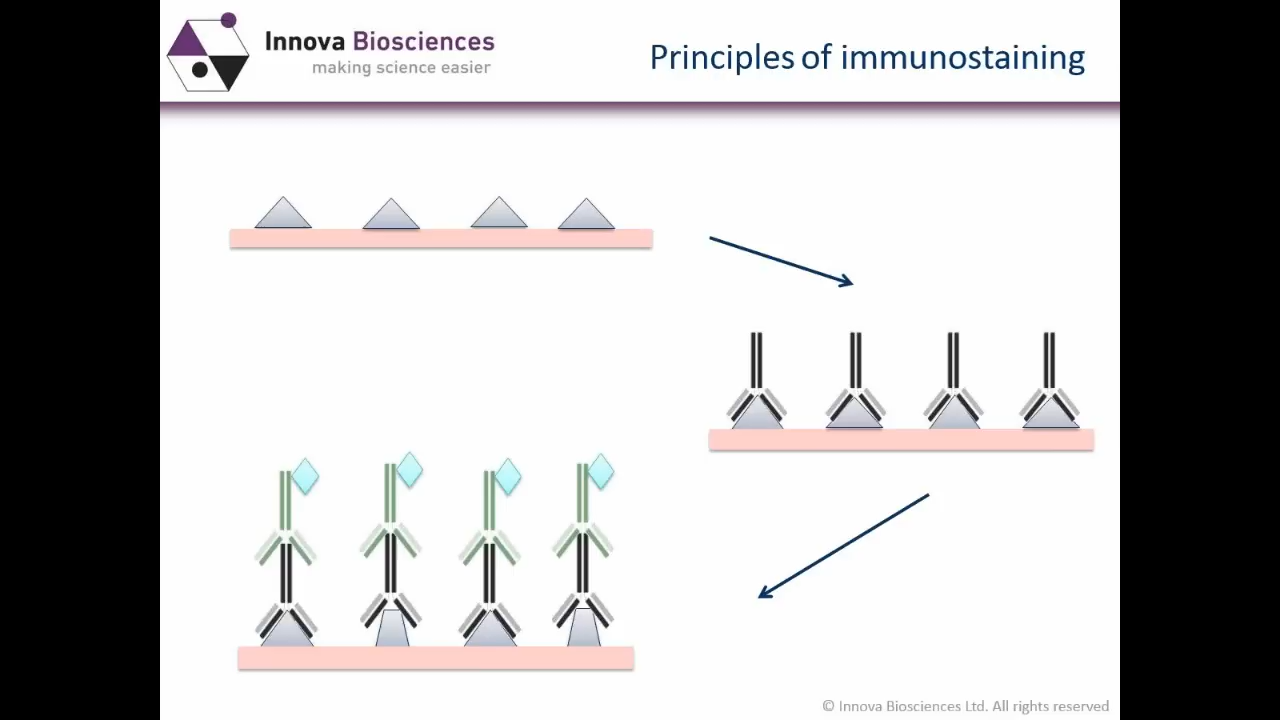 Innova Biosciences
making science easier
Principles of immunostaining
© Innova Biosciences Ltd. All rights reserved